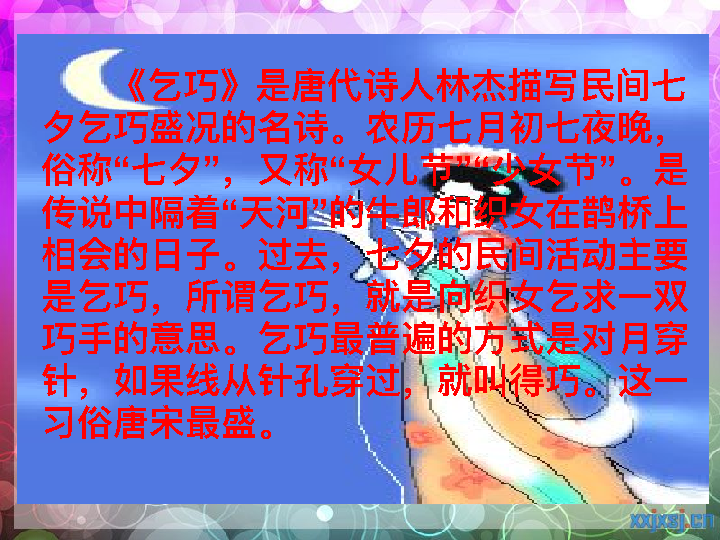 《乞巧》是唐代诗人林杰描写民间七
夕乞巧盛况的名诗。农历七月初七夜晚，
俗称“七夕”，又称“女儿节”“少女节”。是
传说中隔着“天河”的牛郎和织女在鹊桥上
相会的日子。过去，七夕的民间活动主要
是乞巧，所谓乞巧，就是向织女乞求一双
巧手的意思。乞巧最普遍的方式是对月穿
针，如果线从针孔穿过，就叫得巧。这一
习俗唐宋最盛。
xxjxsj.cn